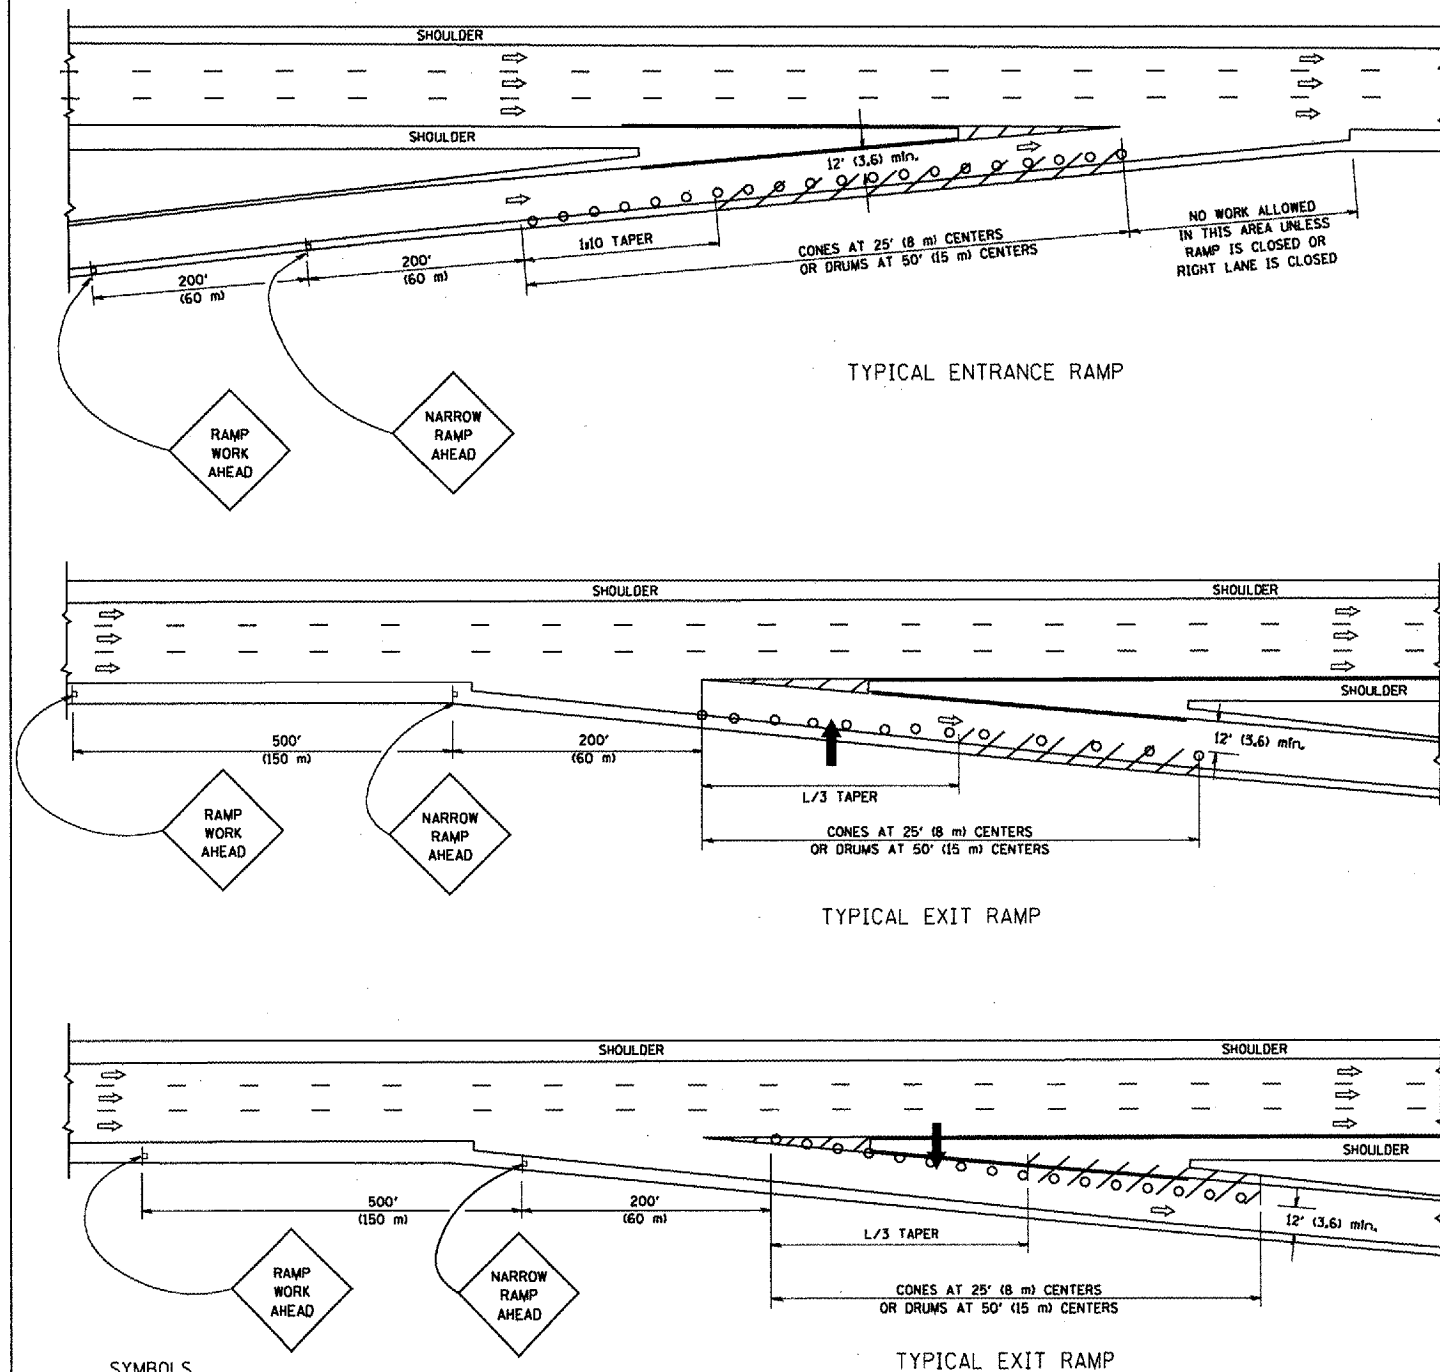 SHOULDER
SHOULDER
12' (3.6) min.
1:10 TAPER
200'
(60 m)
200'
(60 m)
CONES AT 25' (8 m) CENTERS
OR DRUMS AT 50' (15 m) CENTERS
NO WORK ALLOWED
IN THIS AREA UNLESS
RAMP IS CLOSED OR
RIGHT LANE IS CLOSED
TYPICAL ENTRANCE RAMP
RAMP
WORK
AHEAD
NARROW
RAMP
AHEAD
SHOULDER
SHOULDER
SHOULDER
500'
(150 m)
200'
(60 m)
12' (3.6) min.
L/3 TAPER
CONES AT 25' (8 m) CENTERS
OR DRUMS AT 50' (15 m) CENTERS
RAMP
WORK
AHEAD
NARROW
RAMP
AHEAD
TYPICAL EXIT RAMP
SHOULDER
SHOULDER
SHOULDER
500'
(150 m)
200'
(60 m)
12' (3.6) min.
L/3 TAPER
CONES AT 25' (8 m) CENTERS
OR DRUMS AT 50' (15 m) CENTERS
RAMP
WORK
AHEAD
NARROW
RAMP
AHEAD
TYPICAL EXIT RAMP
SYMBOLS